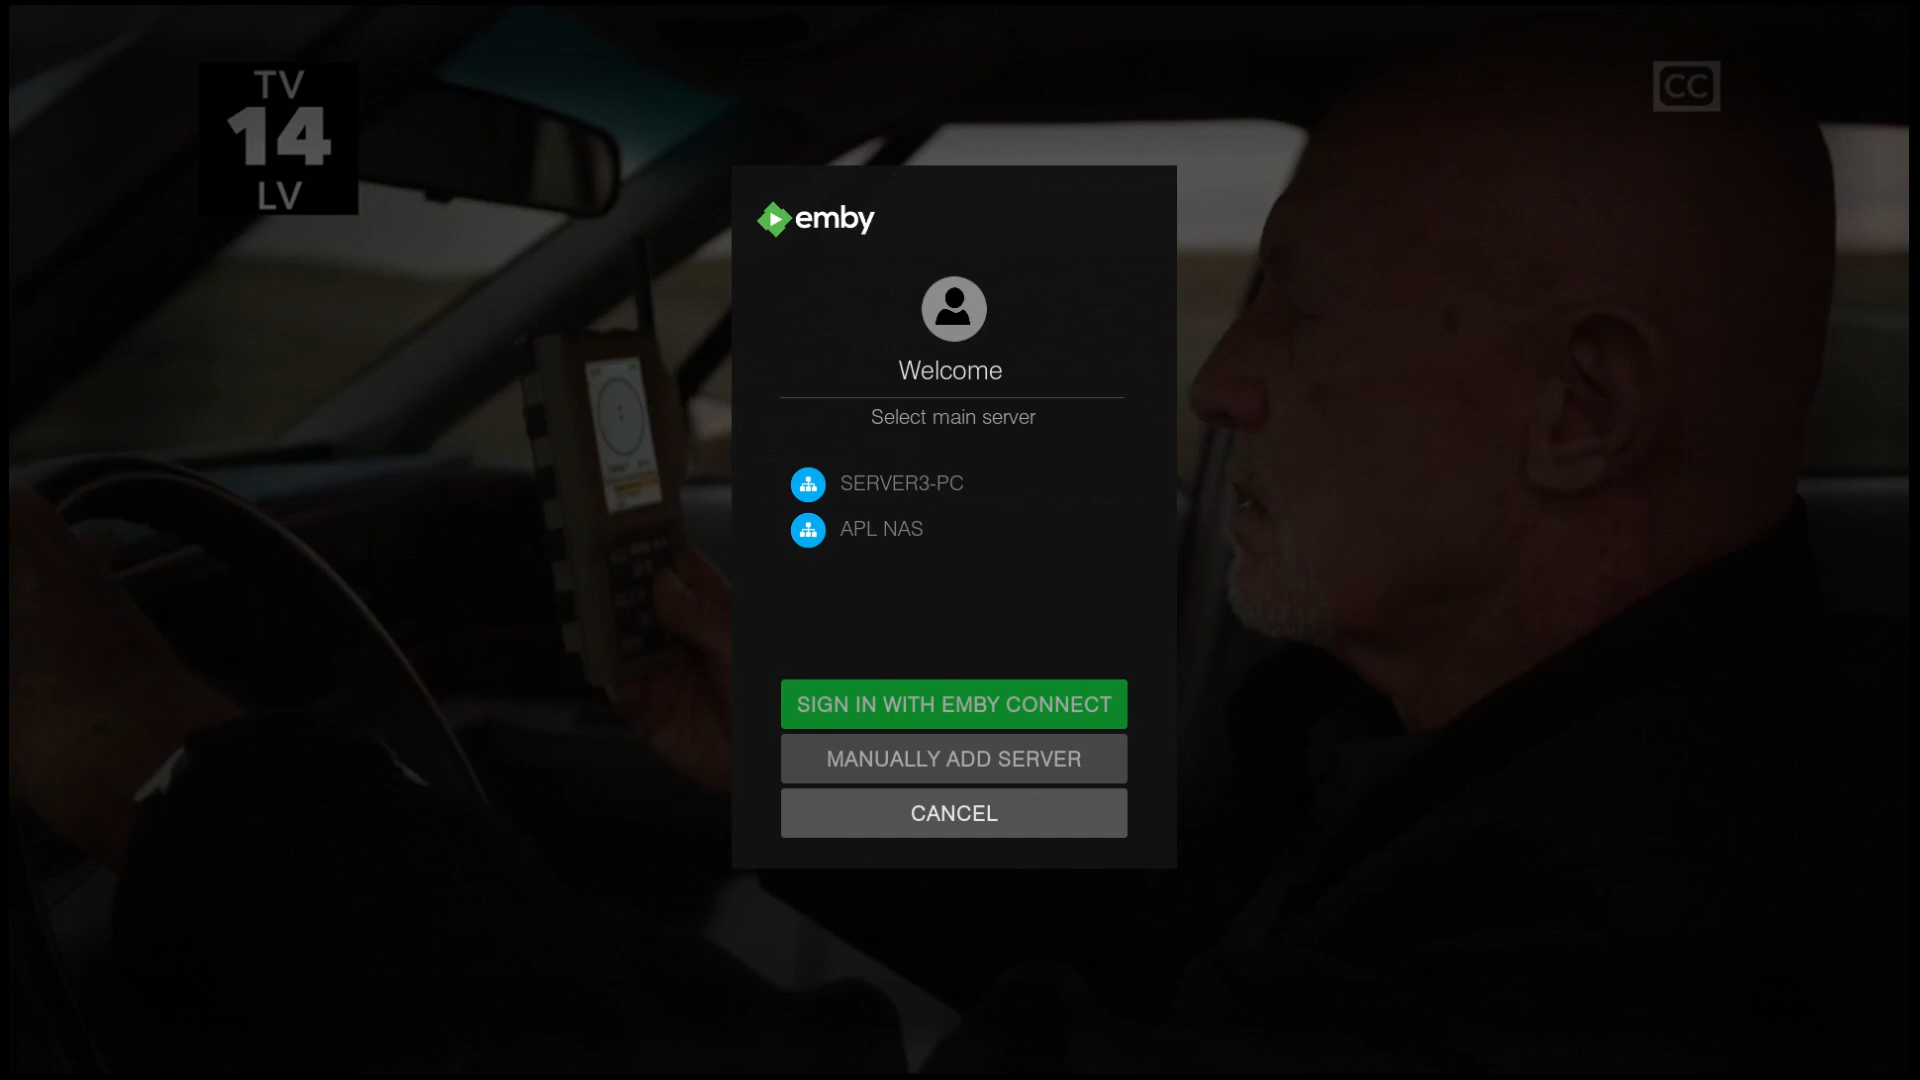 TV
14
LV
CC
emby
Welcome
Select main server
SERVER3-PC
APL NAS
SIGN IN WITH EMBY CONNECT
MANUALLY ADD SERVER
CANCEL